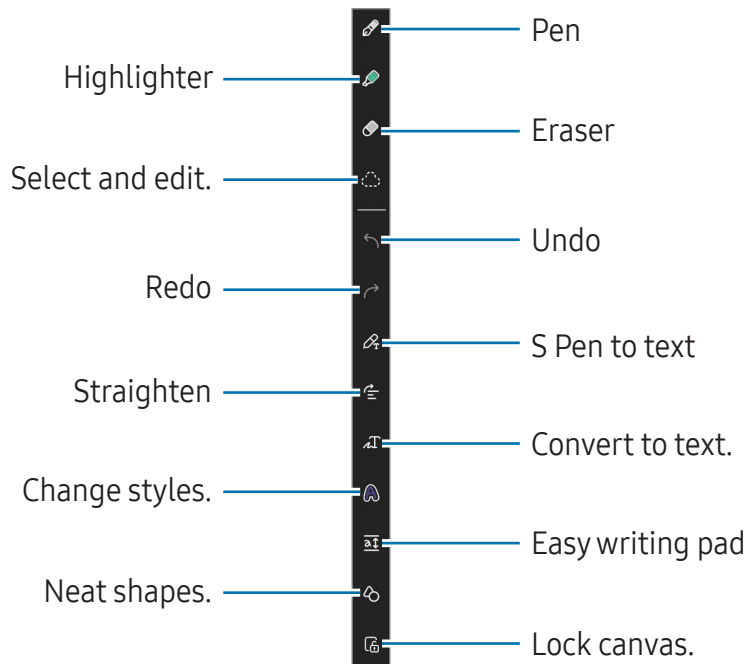 Pen
Highlighter
Eraser
Select and edit.
Undo
Redo
S Pen to text
Straighten
Convert to text.
Change styles.
Easy writing pad
Neat shapes.
Lock canvas.